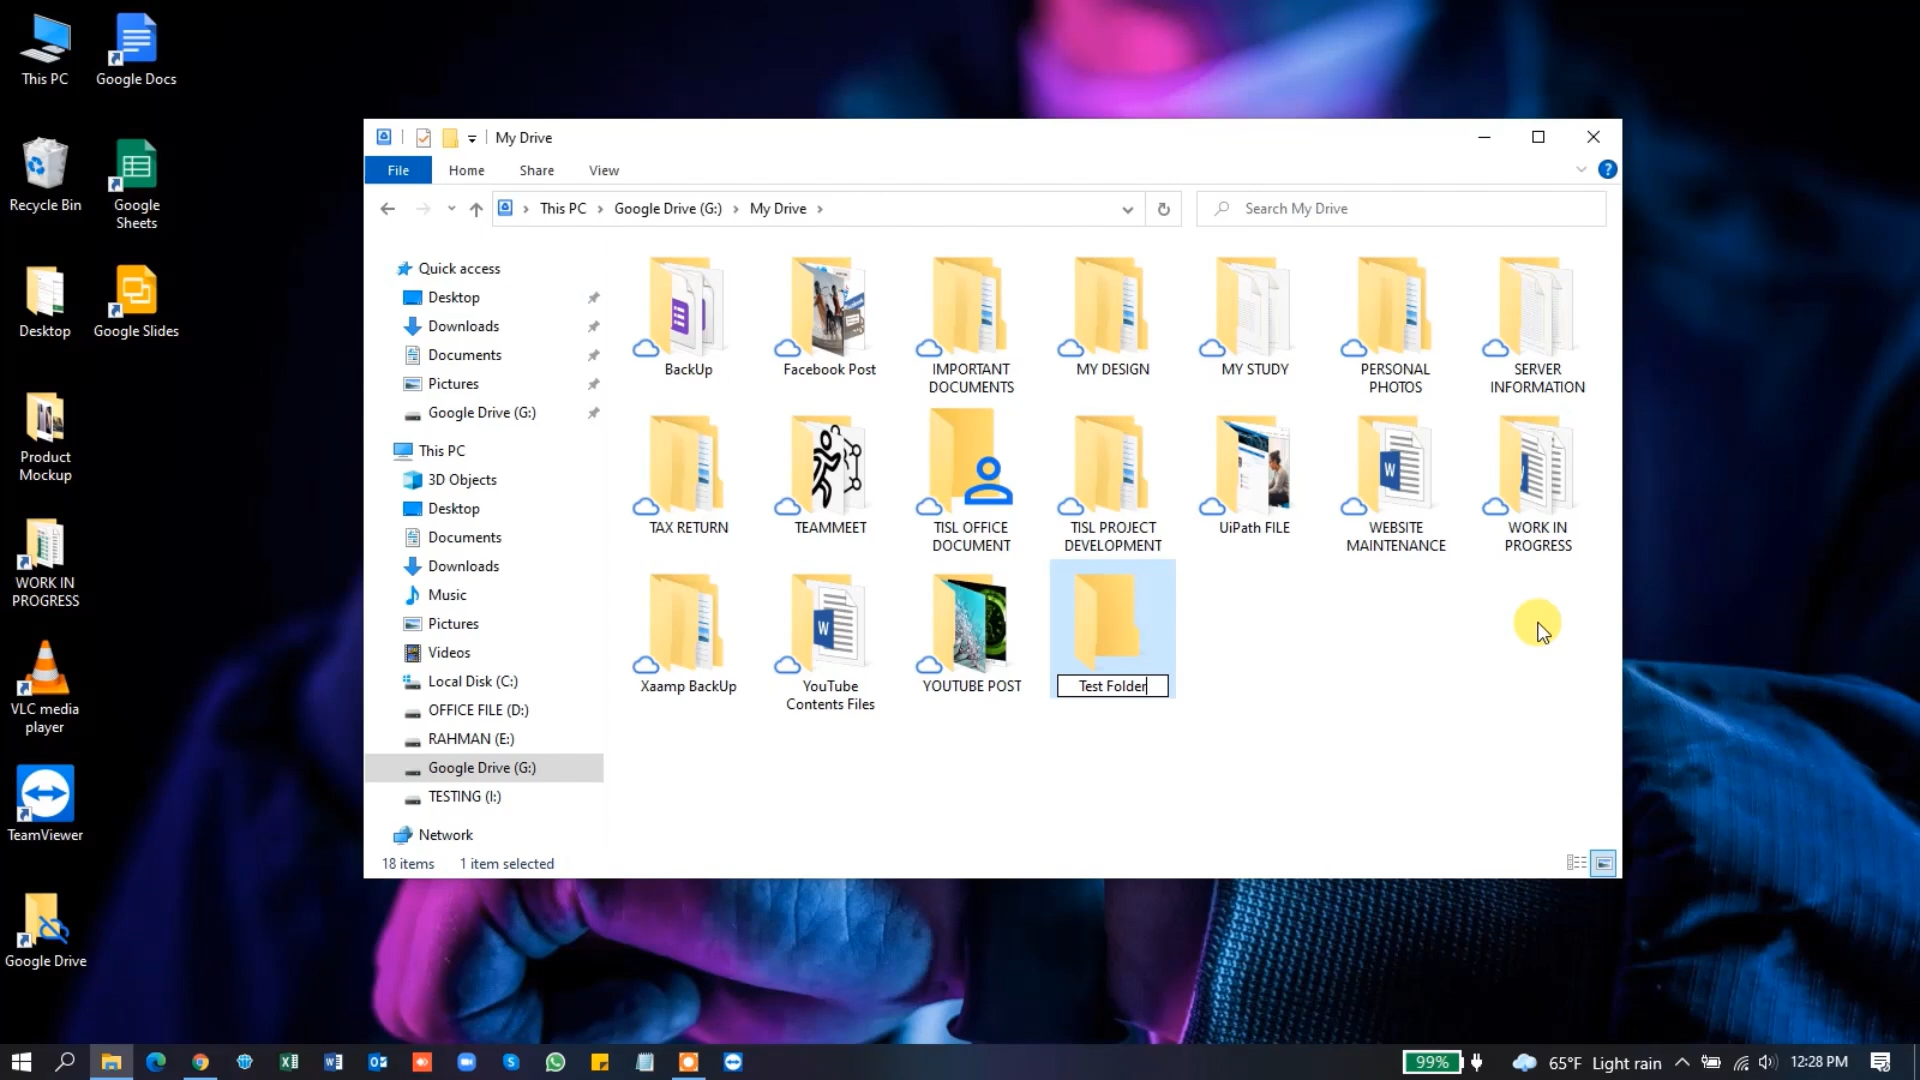 This PC
Google Docs
Recycle Bin
Google
Sheets
Desktop
Google Slides
Product
Mockup
WORK IN
PROGRESS
VLC media
player
TeamViewer
Google Drive
My Drive
File
Home
Share
View
This PC
Google Drive (G:)
My Drive
Search My Drive
Quick access
Desktop
Downloads
Documents
Pictures
Google Drive (G:)
This PC
3D Objects
Desktop
Documents
Downloads
Music
Pictures
Videos
Local Disk (C:)
OFFICE FILE (D:)
RAHMAN (E:)
Google Drive (G:)
TESTING (I:)
Network
BackUp
Facebook Post
IMPORTANT
DOCUMENTS
MY DESIGN
MY STUDY
PERSONAL
PHOTOS
SERVER
INFORMATION
TAX RETURN
TEAMMEET
TISL OFFICE
DOCUMENT
TISL PROJECT
DEVELOPMENT
UiPath FILE
WEBSITE
MAINTENANCE
WORK IN
PROGRESS
Xaamp BackUp
YouTube
Contents Files
YOUTUBE POST
Test Folder
18 items
1 item selected
99%
65°F Light rain
12:28 PM